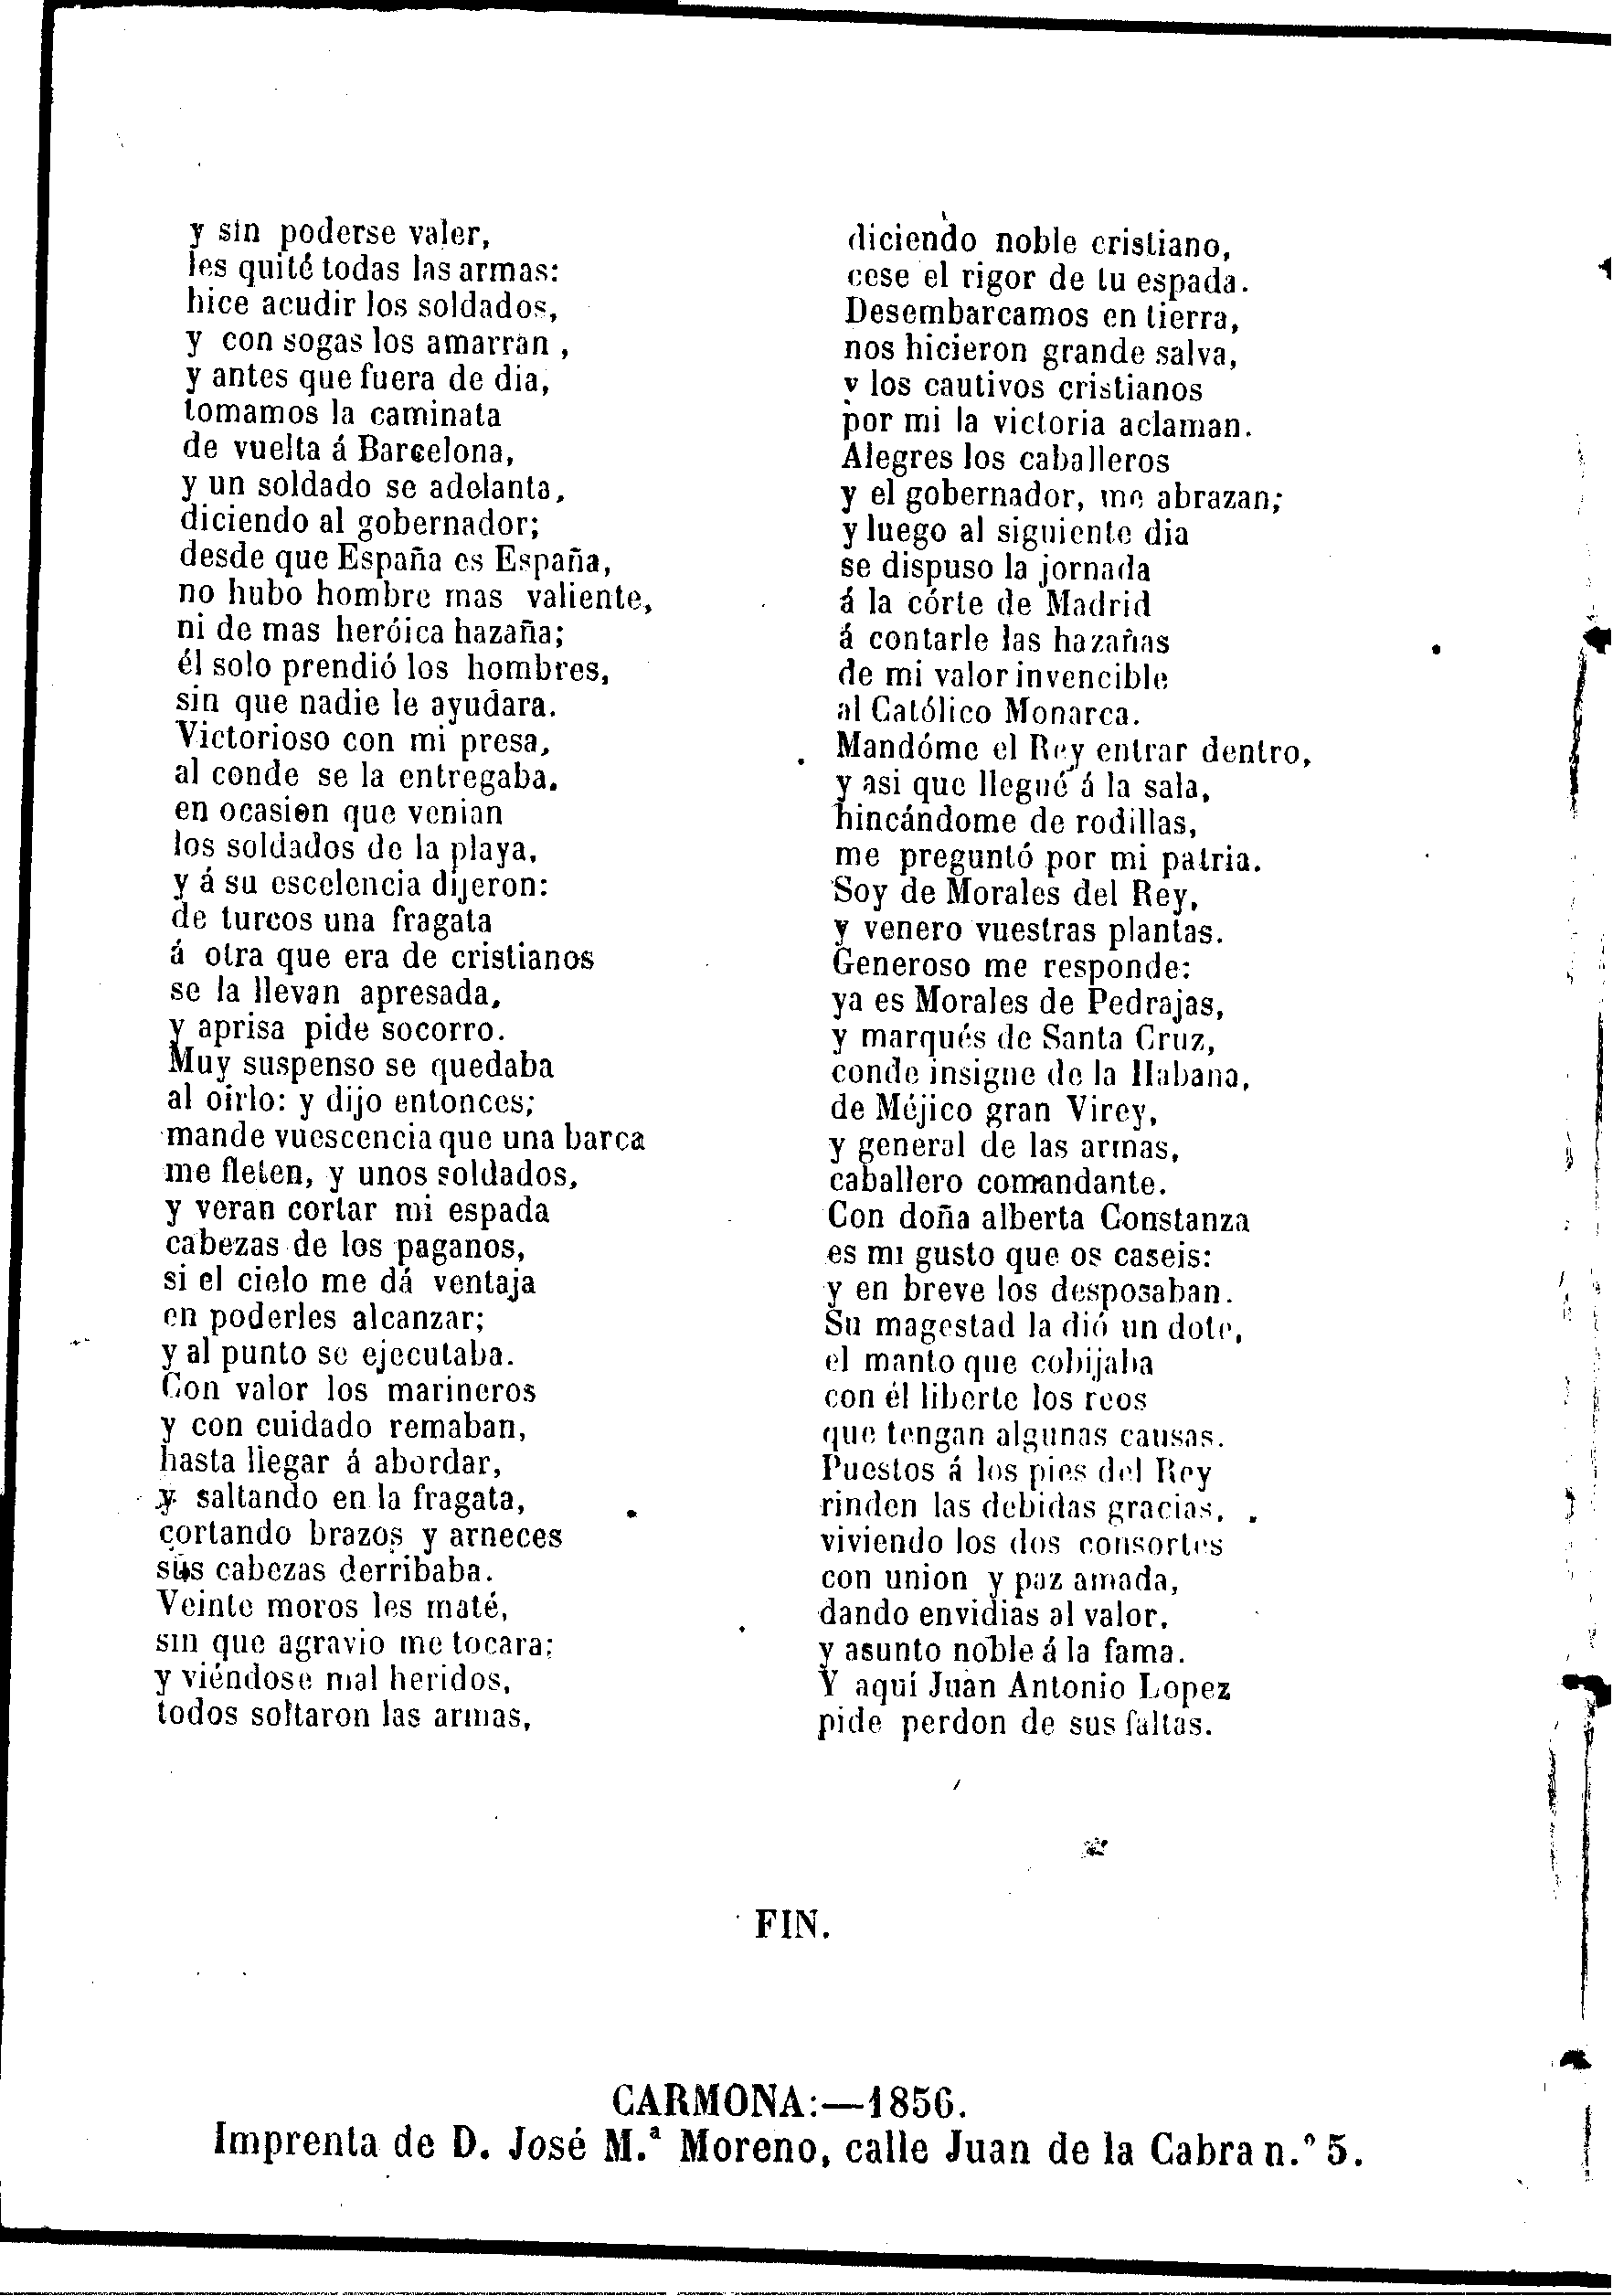 y sin poderse valer,
les quité todas las armas:
hice acudir los soldados,
y con sogas los amarran ,
y antes que fuera de dia,
tomamos la caminata
de vuelta á Barcelona,
y un soldado se adelanta,
diciendo al gobernador;
desde que España es España,
no hubo hombre mas valiente,
ni de mas heróica hazaña;
él solo prendió los hombres,
sin que nadie le ayudara.
Victorioso con mi presa,
al conde se la entregaba.
en ocasion que venian
los soldados de la playa,
y á su escelencia dijeron:
de turcos una fragata
á otra que era de cristianos
se la llevan apresada,
y aprisa pide socorro.
Muy suspenso se quedaba
al oirlo: y dijo entonces;
mande vuescencia que una barca
me fleten, y unos soldados,
y veran cortar mi espada
cabezas de los paganos,
si el cielo me dá ventaja
en poderles alcanzar;
y al punto se ejecutaba.
Con valor los marineros
y con cuidado remaban,
hasta llegar á abordar,
y saltando en la fragata,
cortando brazos y arneces
sus cabezas derribaba.
Veinte moros les maté,
sin que agravio me tocara;
y viéndose mal heridos,
todos soltaron las armas,
diciendo noble cristiano,
cese el rigor de tu espada.
Desembarcamos en tierra,
nos hicieron grande salva,
y los cautivos cristianos
por mi la victoria aclaman.
Alegres los caballeros
y el gobernador, me abrazan;
y luego al siguiente dia
se dispuso la jornada
á la córte de Madrid
á contarle las hazañas
de mi valor invencible
al Católico Monarca.
Mandóme el Rey entrar dentro,
y asi que llegué á la sala,
hincándome de rodillas,
me preguntó por mi patria.
Soy de Morales del Rey,
y venero vuestras plantas.
Generoso me responde:
ya es Morales de Pedrajas,
y marqués de Santa Cruz,
conde insigne de la Habana,
de Méjico gran Virey,
y general de las armas,
caballero comandante.
Con doña alberta Constanza
es mi gusto que os caseis:
y en breve los desposaban.
Su magestad la dió un dote,
el manto que cobijaba
con él liberte los reos
que tengan algunas causas.
Puestos á los pies del Rey
rinden las debidas gracias,
viviendo los dos consortes
con union y paz amada,
dando envidias al valor,
y asunto noble á la fama.
Y aquí Juan Antonio Lopez
pide perdon de sus faltas.
FIN.
CARMONA:—1856.
Imprenta de D. José M.ª Moreno, calle Juan de la Cabra n.º 5.